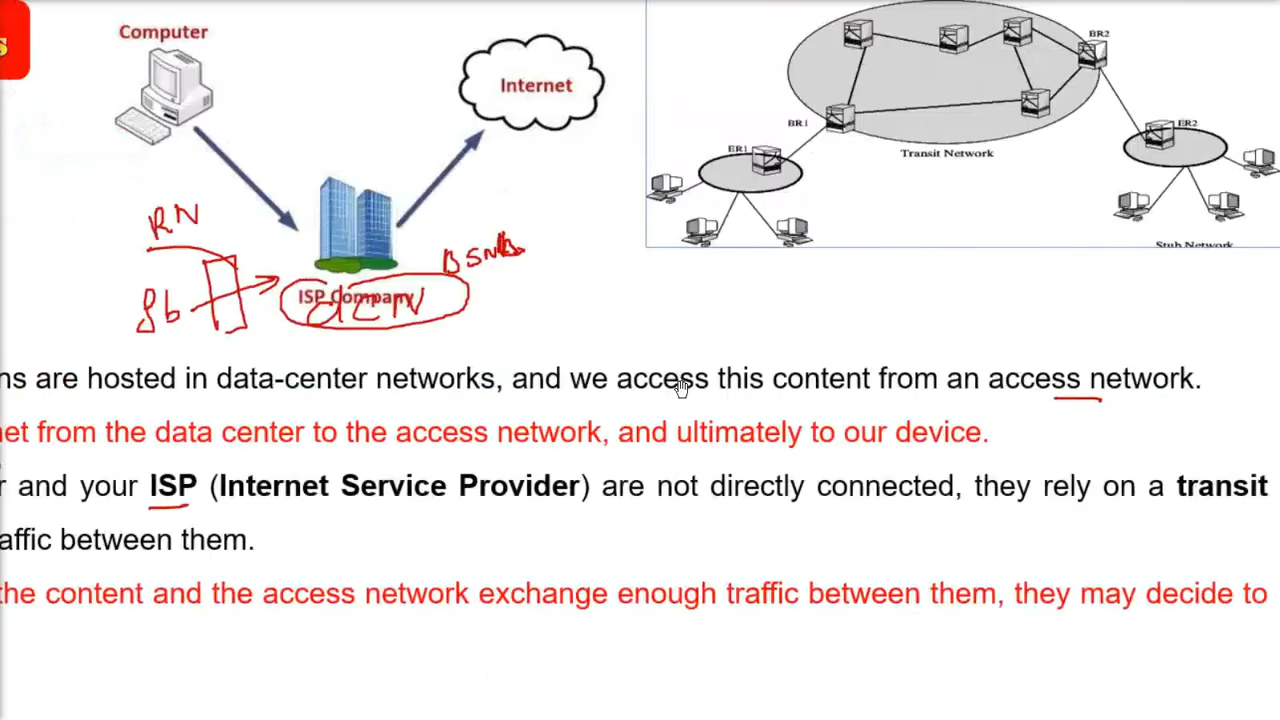 s
Computer
Internet
BR2
BR1
ER1
ER2
Transit Network
Stub Network
RN
BSNL
ISP Company
DCN
ns are hosted in data-center networks, and we access this content from an access network.
net from the data center to the access network, and ultimately to our device.
r and your ISP (Internet Service Provider) are not directly connected, they rely on a transit
affic between them.
the content and the access network exchange enough traffic between them, they may decide to